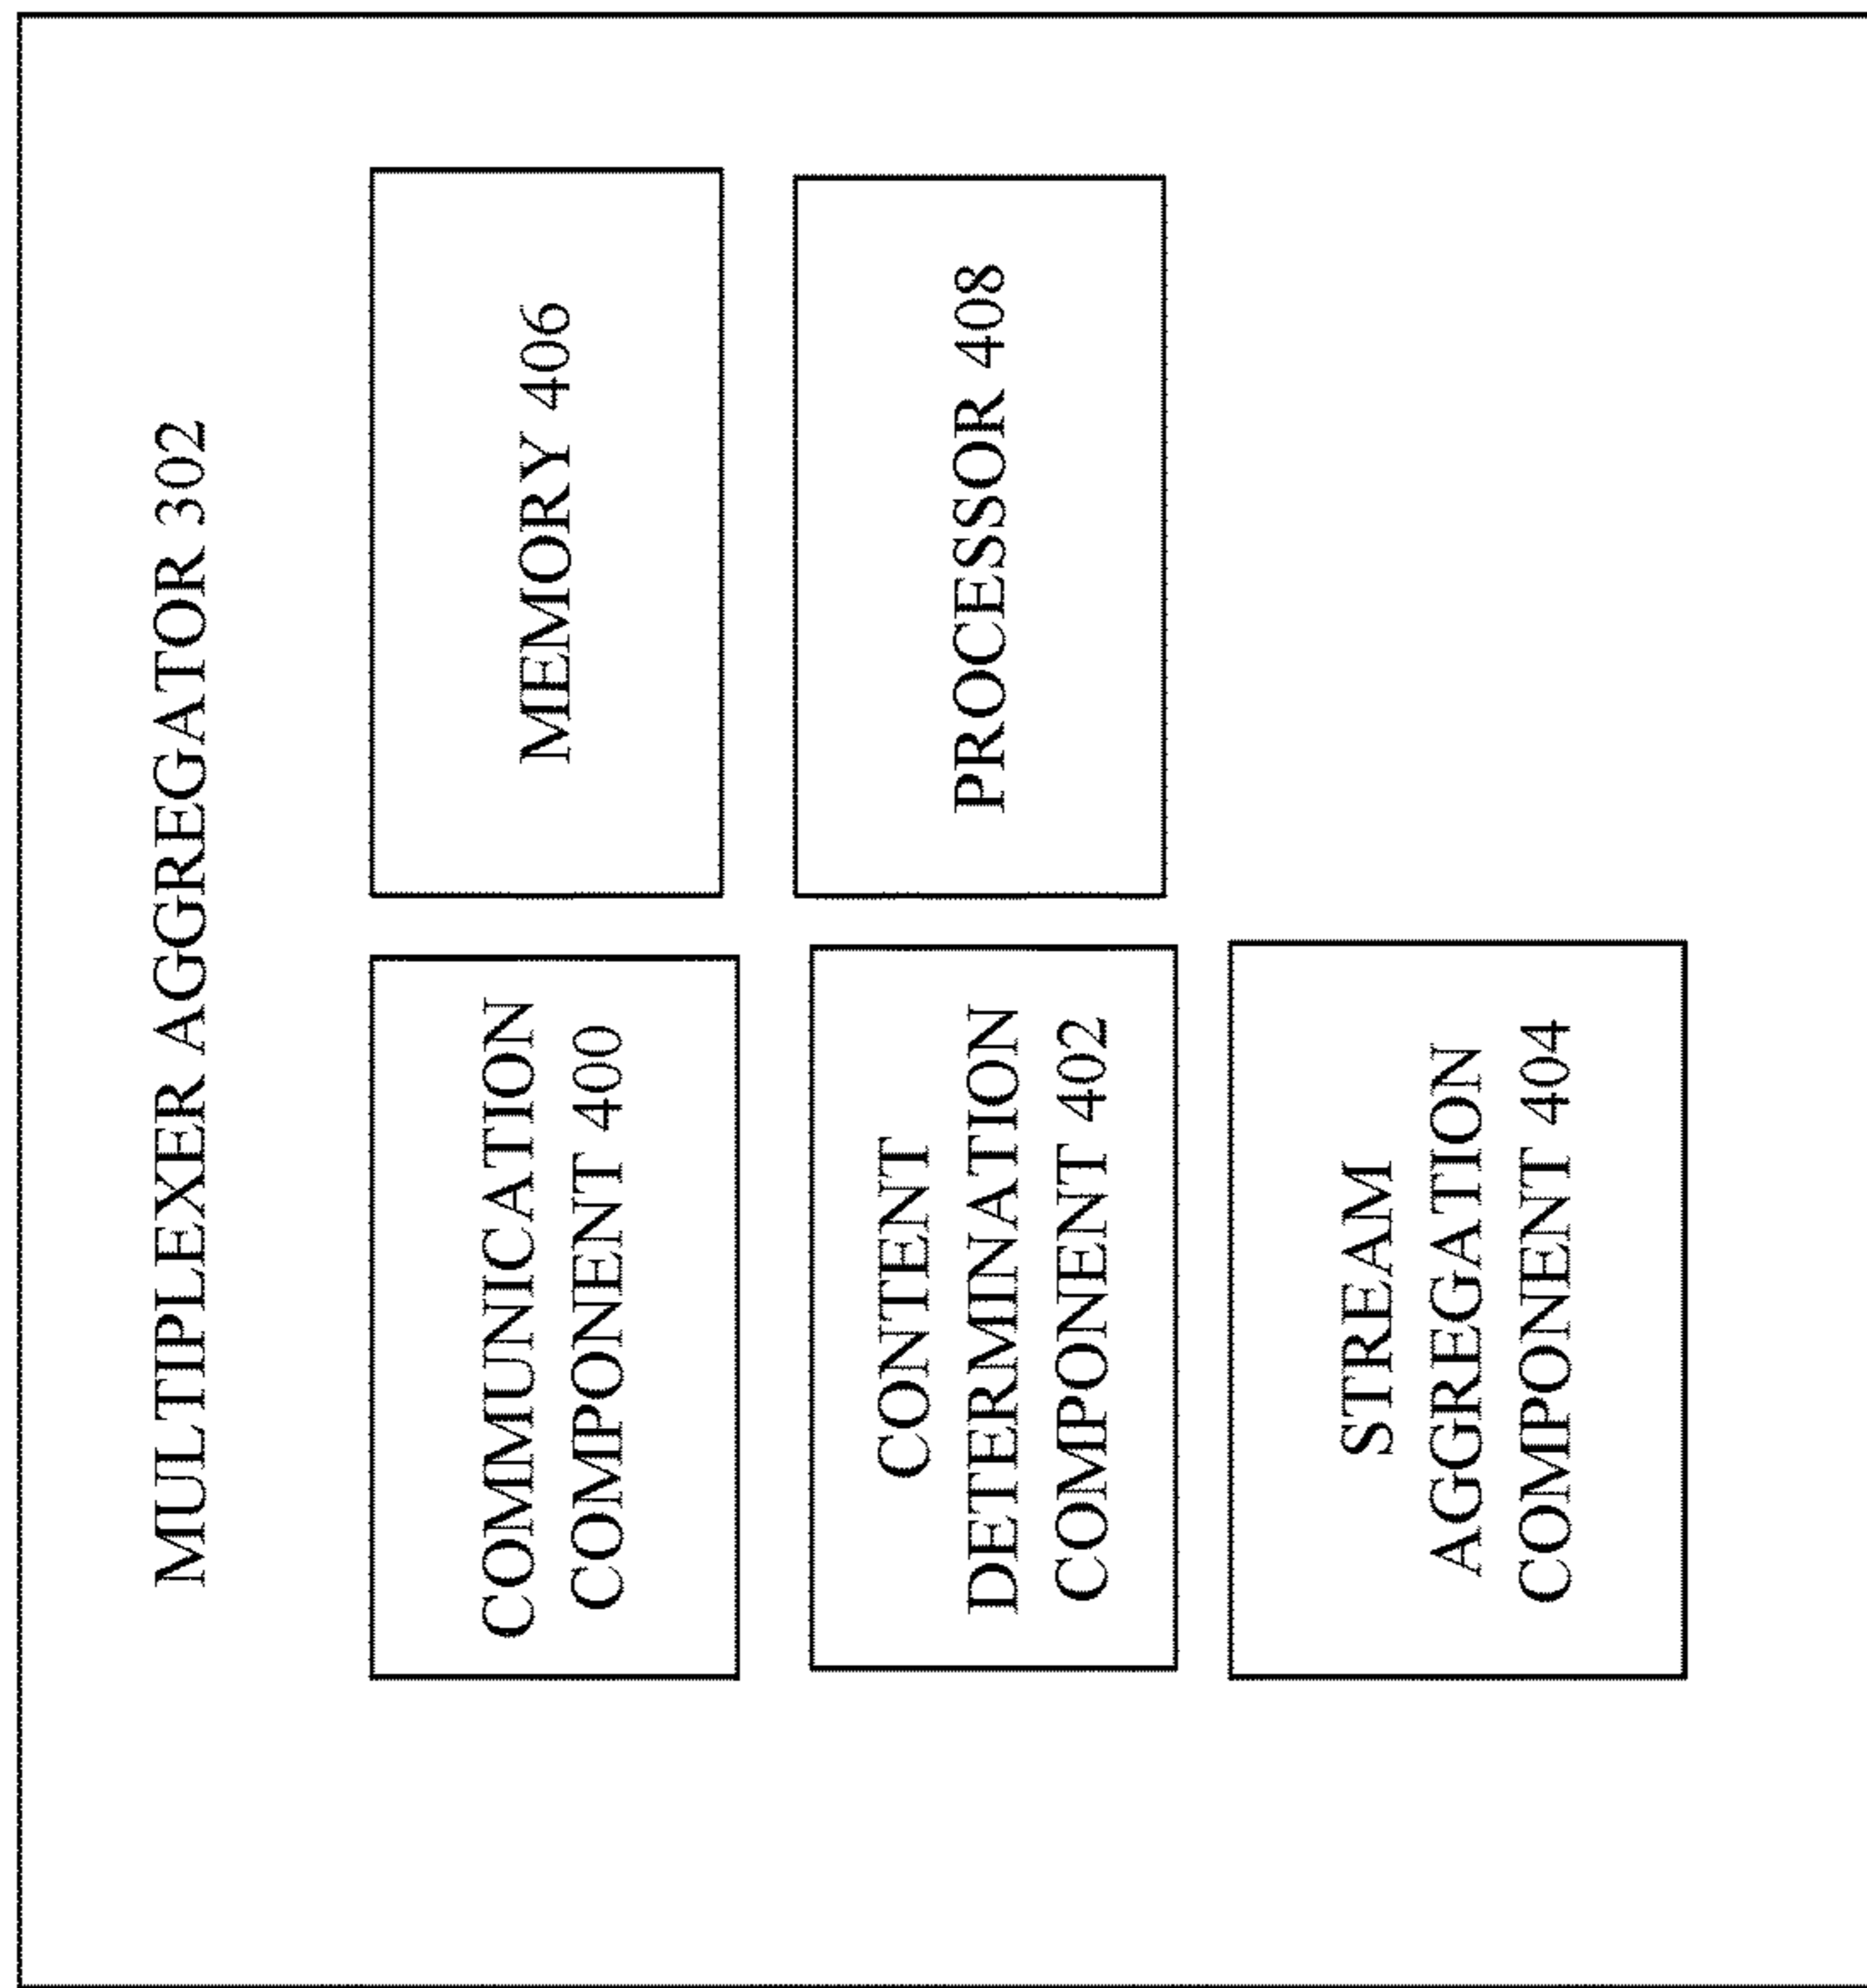 MULTIPLEXER AGGREGATOR 302
COMMUNICATION
COMPONENT 400
MEMORY 406
CONTENT
DETERMINATION
COMPONENT 402
PROCESSOR 408
STREAM
AGGREGATION
COMPONENT 404